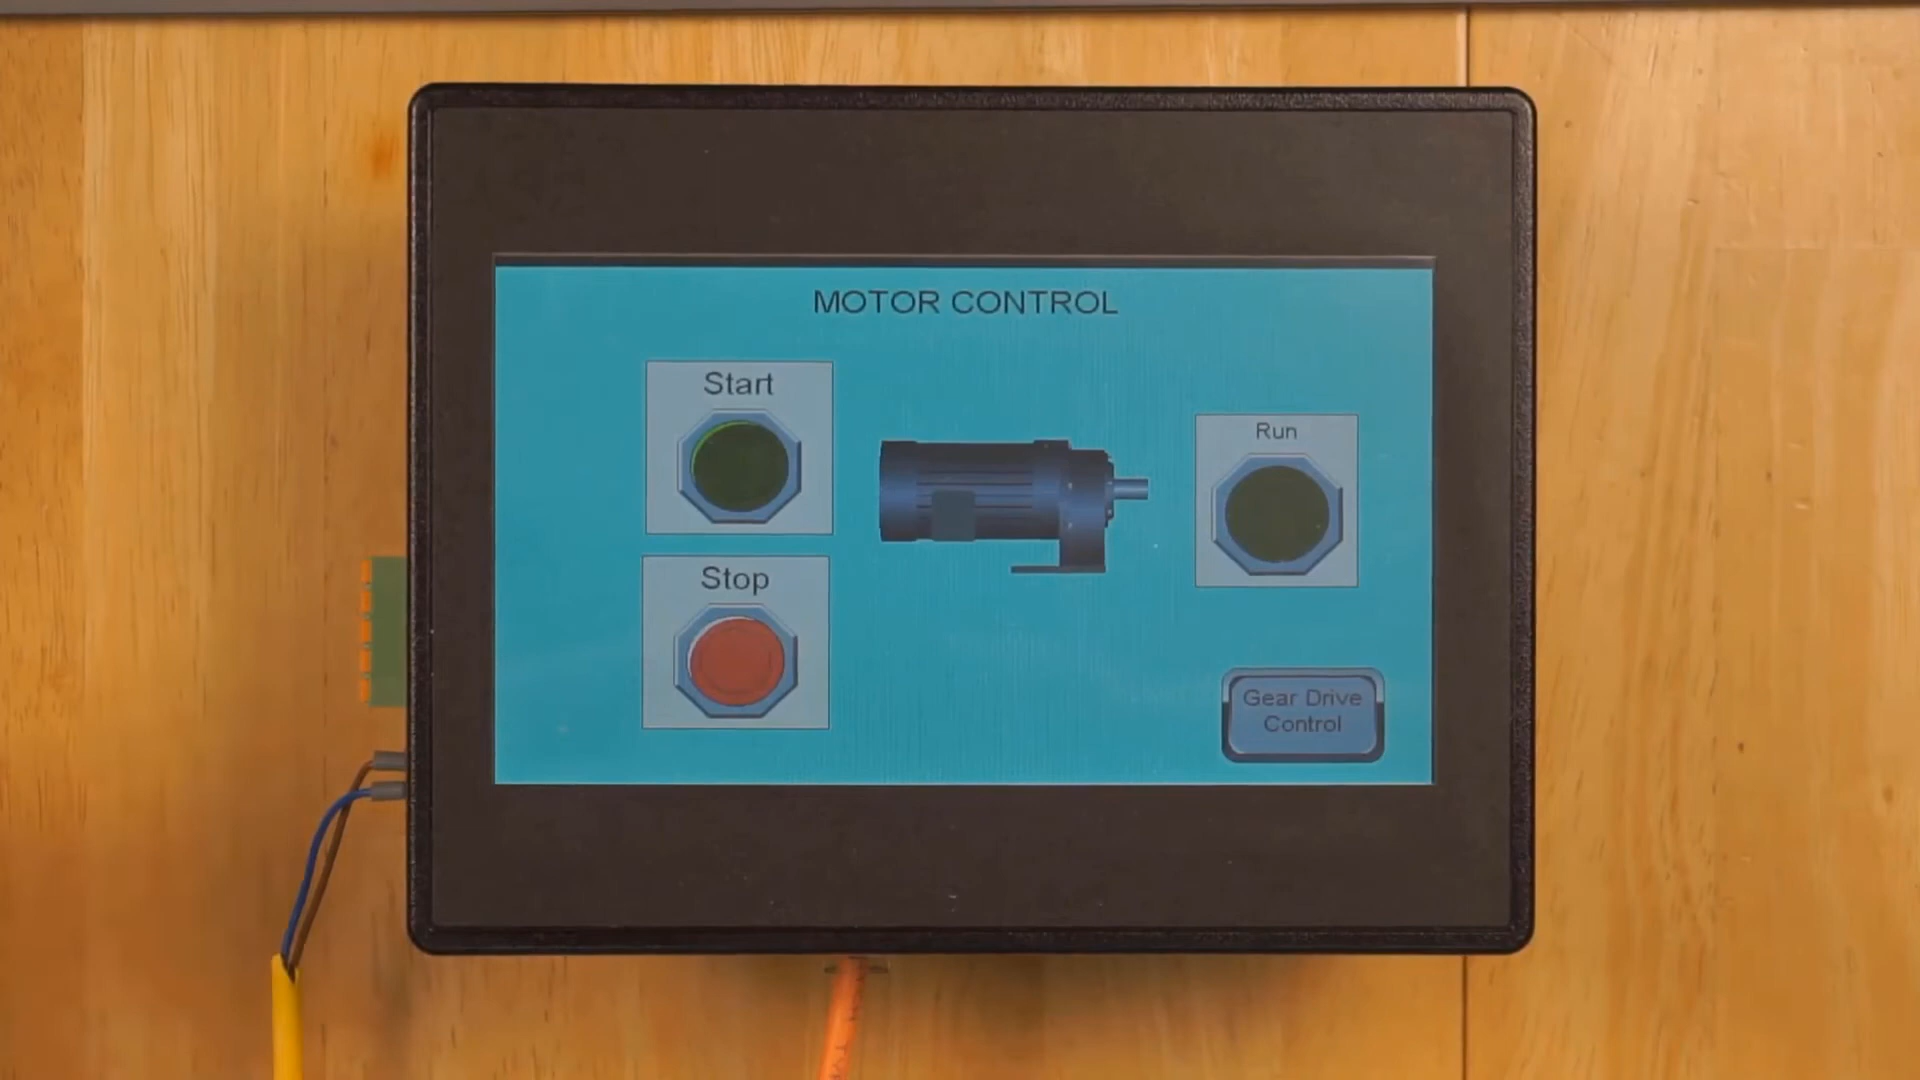 MOTOR CONTROL
Start
Run
Stop
Gear Drive
Control